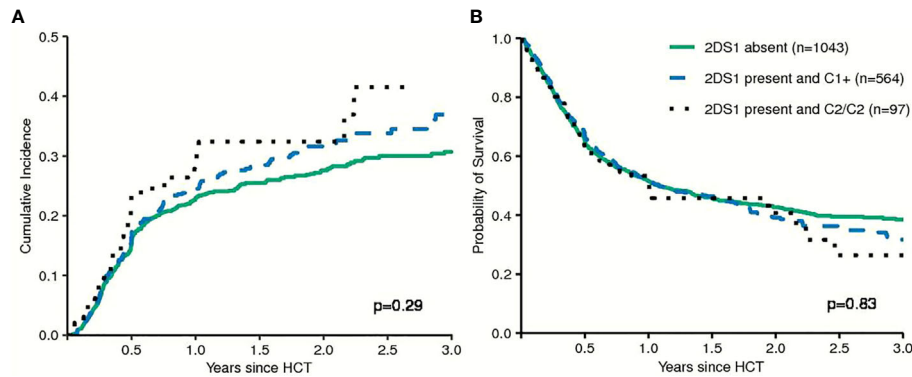 A
0.5
0.4
0.3
0.2
0.1
0.0
Cumulative Incidence
0.5
1.0
1.5
2.0
2.5
3.0
Years since HCT
p=0.29
B
1.0
0.8
0.6
0.4
0.2
0.0
Probability of Survival
0.5
1.0
1.5
2.0
2.5
3.0
Years since HCT
2DS1 absent (n=1043)
2DS1 present and C1+ (n=564)
2DS1 present and C2/C2 (n=97)
p=0.83